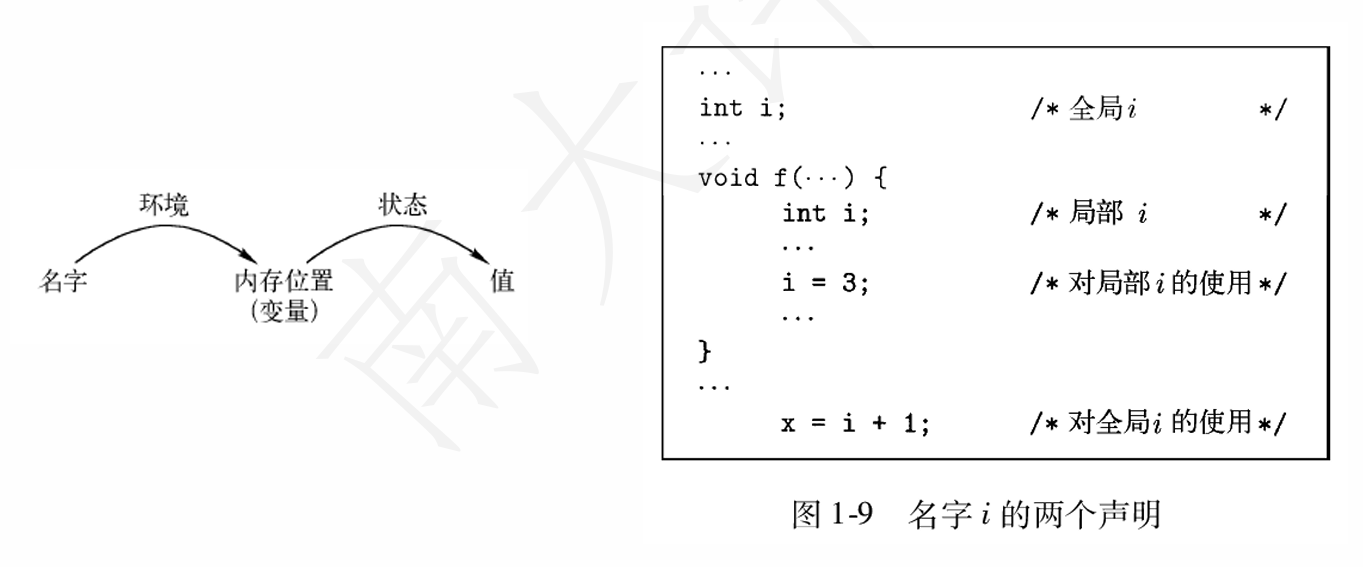 环境 状态
名字 内存位置 值
(变量)
...
int i; /* 全局i */
...
void f(...) {
int i; /* 局部 i */
...
i = 3; /* 对局部i的使用*/
...
}
...
x = i + 1; /* 对全局i的使用*/
图 1-9 名字 i 的两个声明
南大